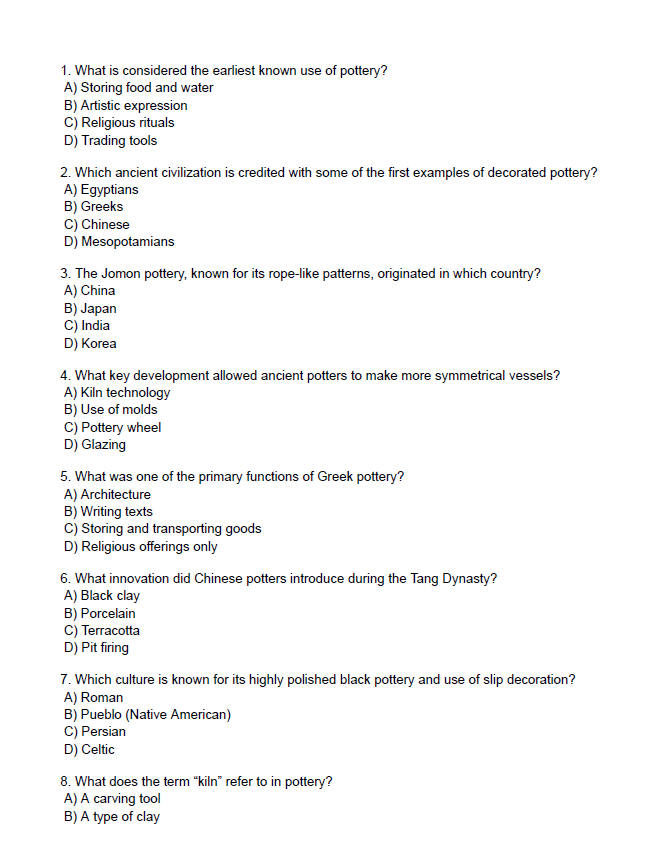 1. What is considered the earliest known use of pottery?
A) Storing food and water
B) Artistic expression
C) Religious rituals
D) Trading tools
2. Which ancient civilization is credited with some of the first examples of decorated pottery?
A) Egyptians
B) Greeks
C) Chinese
D) Mesopotamians
3. The Jomon pottery, known for its rope-like patterns, originated in which country?
A) China
B) Japan
C) India
D) Korea
4. What key development allowed ancient potters to make more symmetrical vessels?
A) Kiln technology
B) Use of molds
C) Pottery wheel
D) Glazing
5. What was one of the primary functions of Greek pottery?
A) Architecture
B) Writing texts
C) Storing and transporting goods
D) Religious offerings only
6. What innovation did Chinese potters introduce during the Tang Dynasty?
A) Black clay
B) Porcelain
C) Terracotta
D) Pit firing
7. Which culture is known for its highly polished black pottery and use of slip decoration?
A) Roman
B) Pueblo (Native American)
C) Persian
D) Celtic
8. What does the term “kiln” refer to in pottery?
A) A carving tool
B) A type of clay